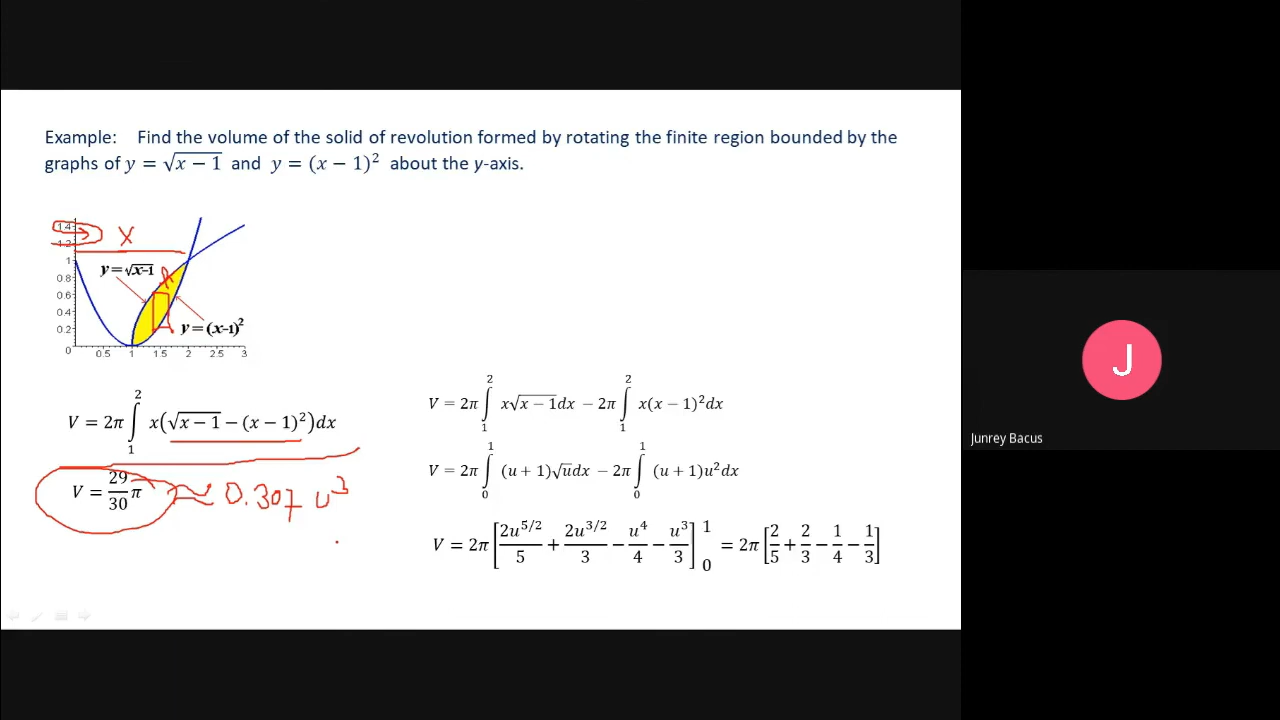 Example: Find the volume of the solid of revolution formed by rotating the finite region bounded by the
graphs of y = √(x − 1) and y = (x − 1)² about the y-axis.
1.4
1.2
1
0.8
0.6
0.4
0.2
0
0.5 1 1.5 2 2.5 3
X
y = √x-1
y = (x-1)²
V = 2π ∫₁² x(√(x − 1) − (x − 1)²)dx
V = 29/30 π ≈ 0.307 u³
V = 2π ∫₁² x√(x − 1)dx − 2π ∫₁² x(x − 1)²dx
V = 2π ∫₀¹ (u + 1)√u dx − 2π ∫₀¹ (u + 1)u²dx
V = 2π [2u^(5/2)/5 + 2u^(3/2)/3 − u⁴/4 − u³/3]₀¹ = 2π [2/5 + 2/3 − 1/4 − 1/3]
J
Junrey Bacus